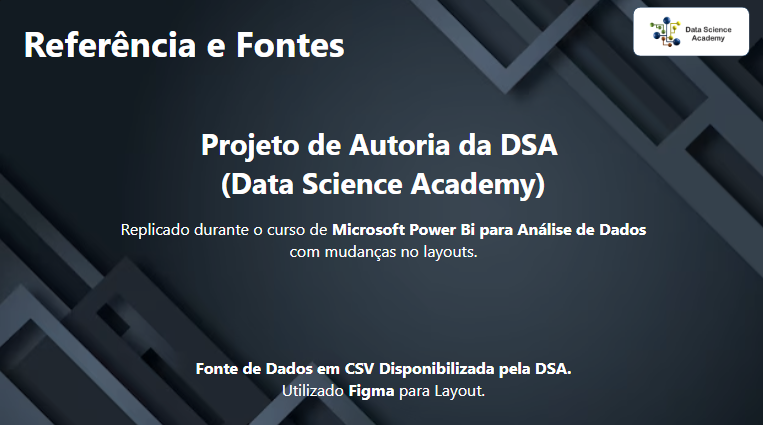 Referência e Fontes
Data Science
Academy
Projeto de Autoria da DSA
(Data Science Academy)
Replicado durante o curso de Microsoft Power Bi para Análise de Dados
com mudanças no layouts.
Fonte de Dados em CSV Disponibilizada pela DSA.
Utilizado Figma para Layout.